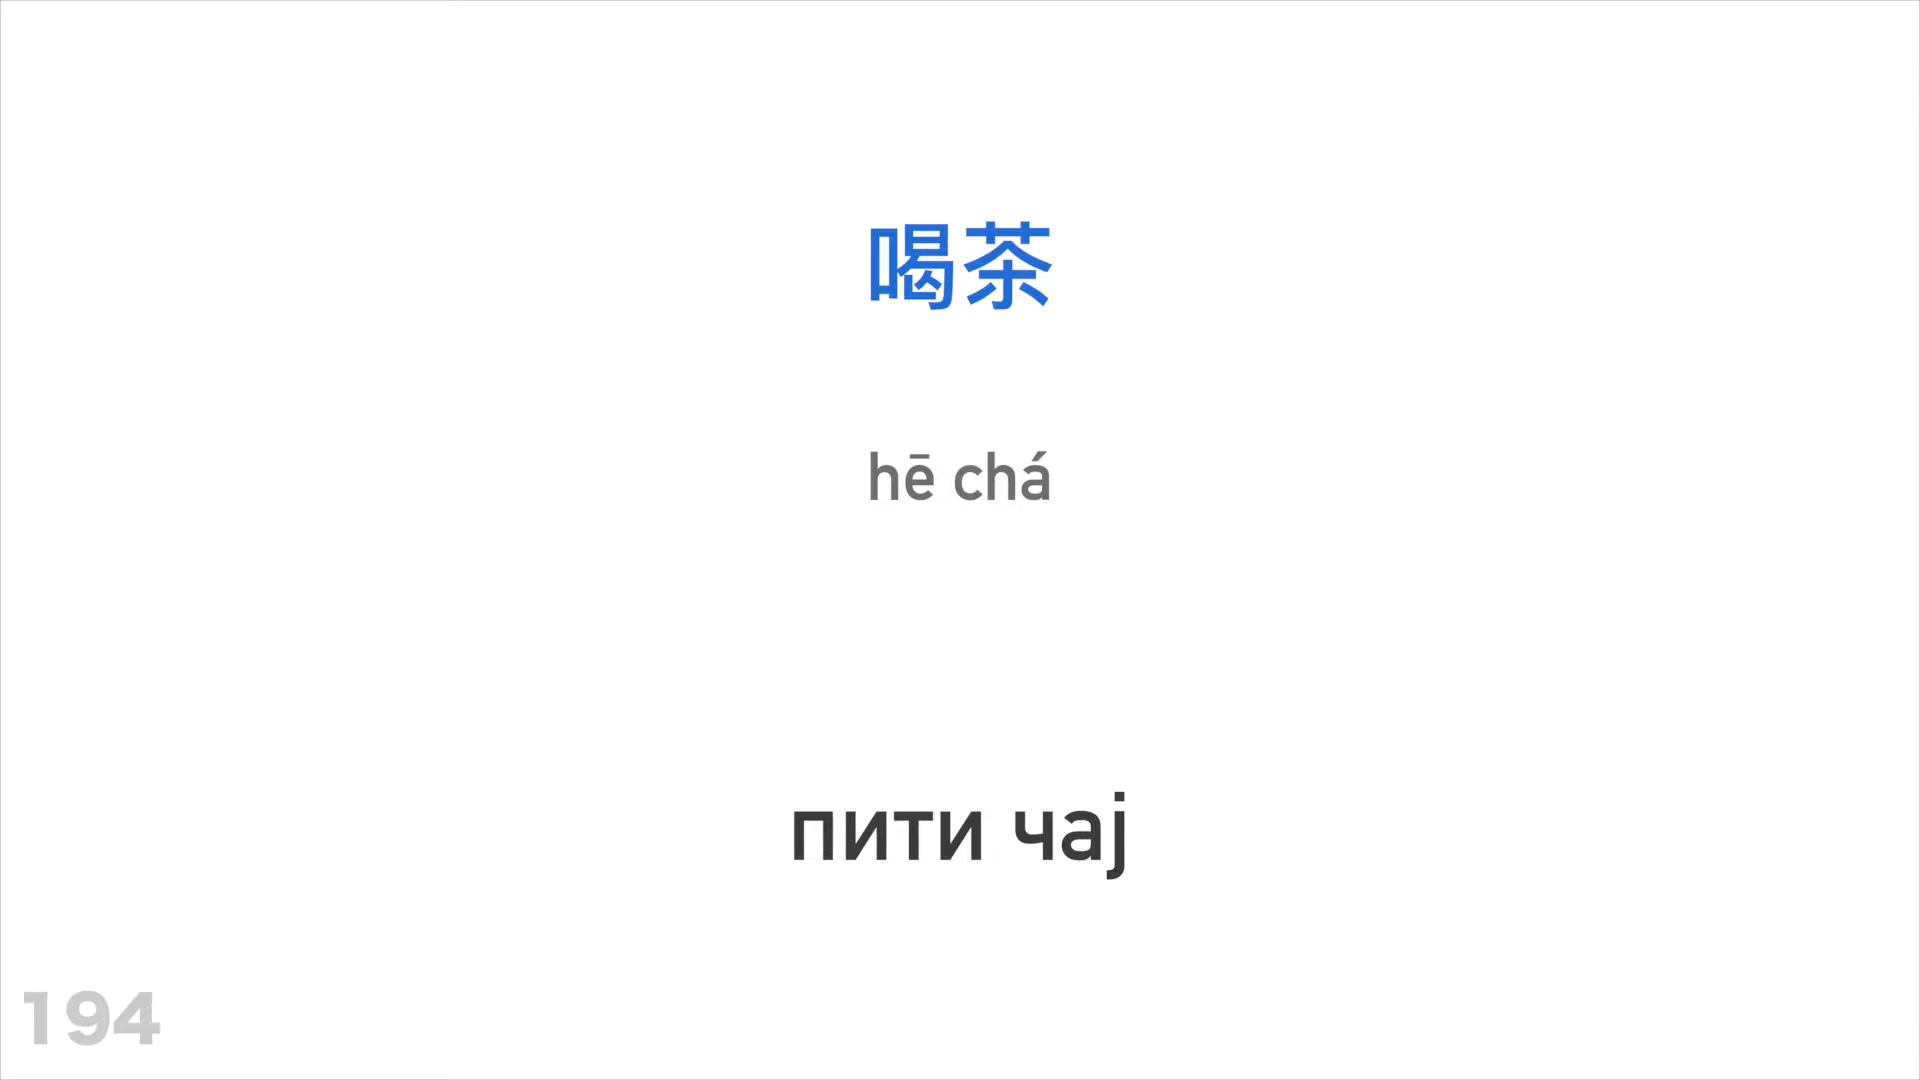 喝茶
hē chá
пити чај
194